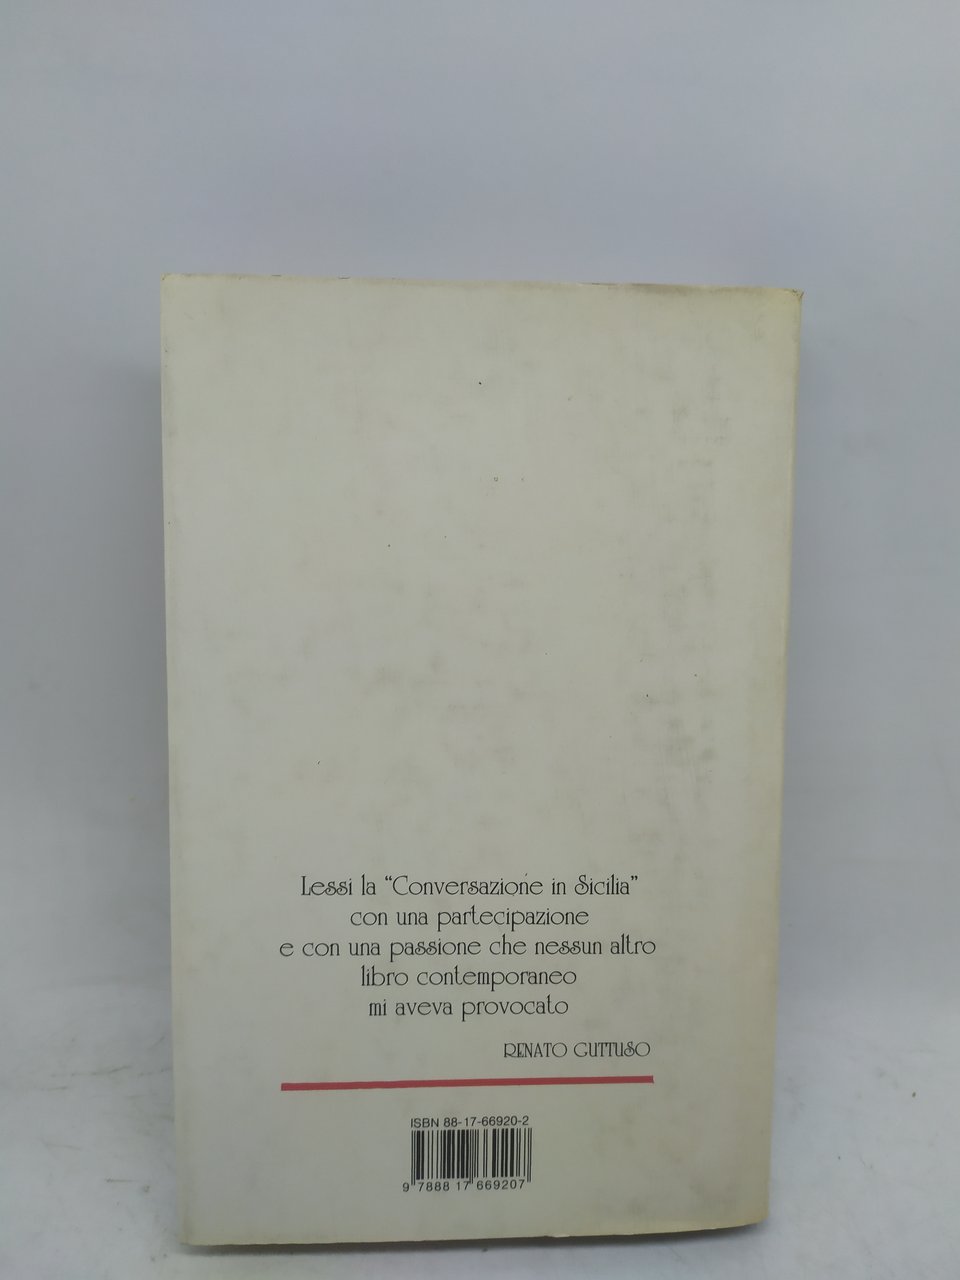 Lessi la “Conversazione in Sicilia”
con una partecipazione
e con una passione che nessun altro
libro contemporaneo
mi aveva provocato
RENATO GUTTUSO
ISBN 88-17-66920-2
9 788817 669207